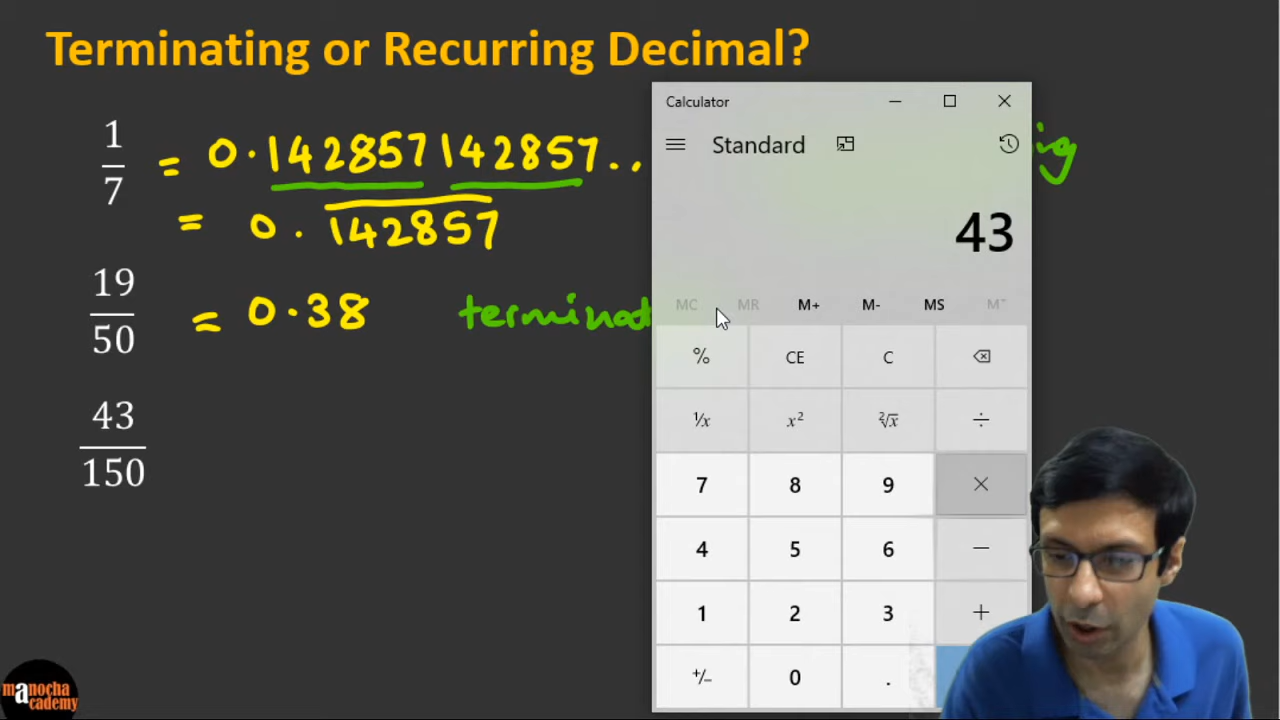 Terminating or Recurring Decimal?
1/7 = 0.142857142857..
= 0.142857
19/50 = 0.38
43/150
Calculator
Standard
43
MC MR M+ M- MS M˅
% CE C
1/x x² ²√x ÷
7 8 9 ×
4 5 6 −
1 2 3 +
+/− 0 .
manocha
academy